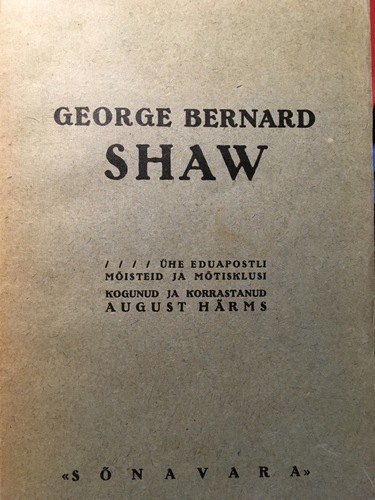 GEORGE BERNARD
SHAW
//// ÜHE EDUAPOSTLI
MÕISTEID JA MÕTISKLUSI
KOGUNUD JA KORRASTANUD
AUGUST HÄRMS
«SÕNAVARA»